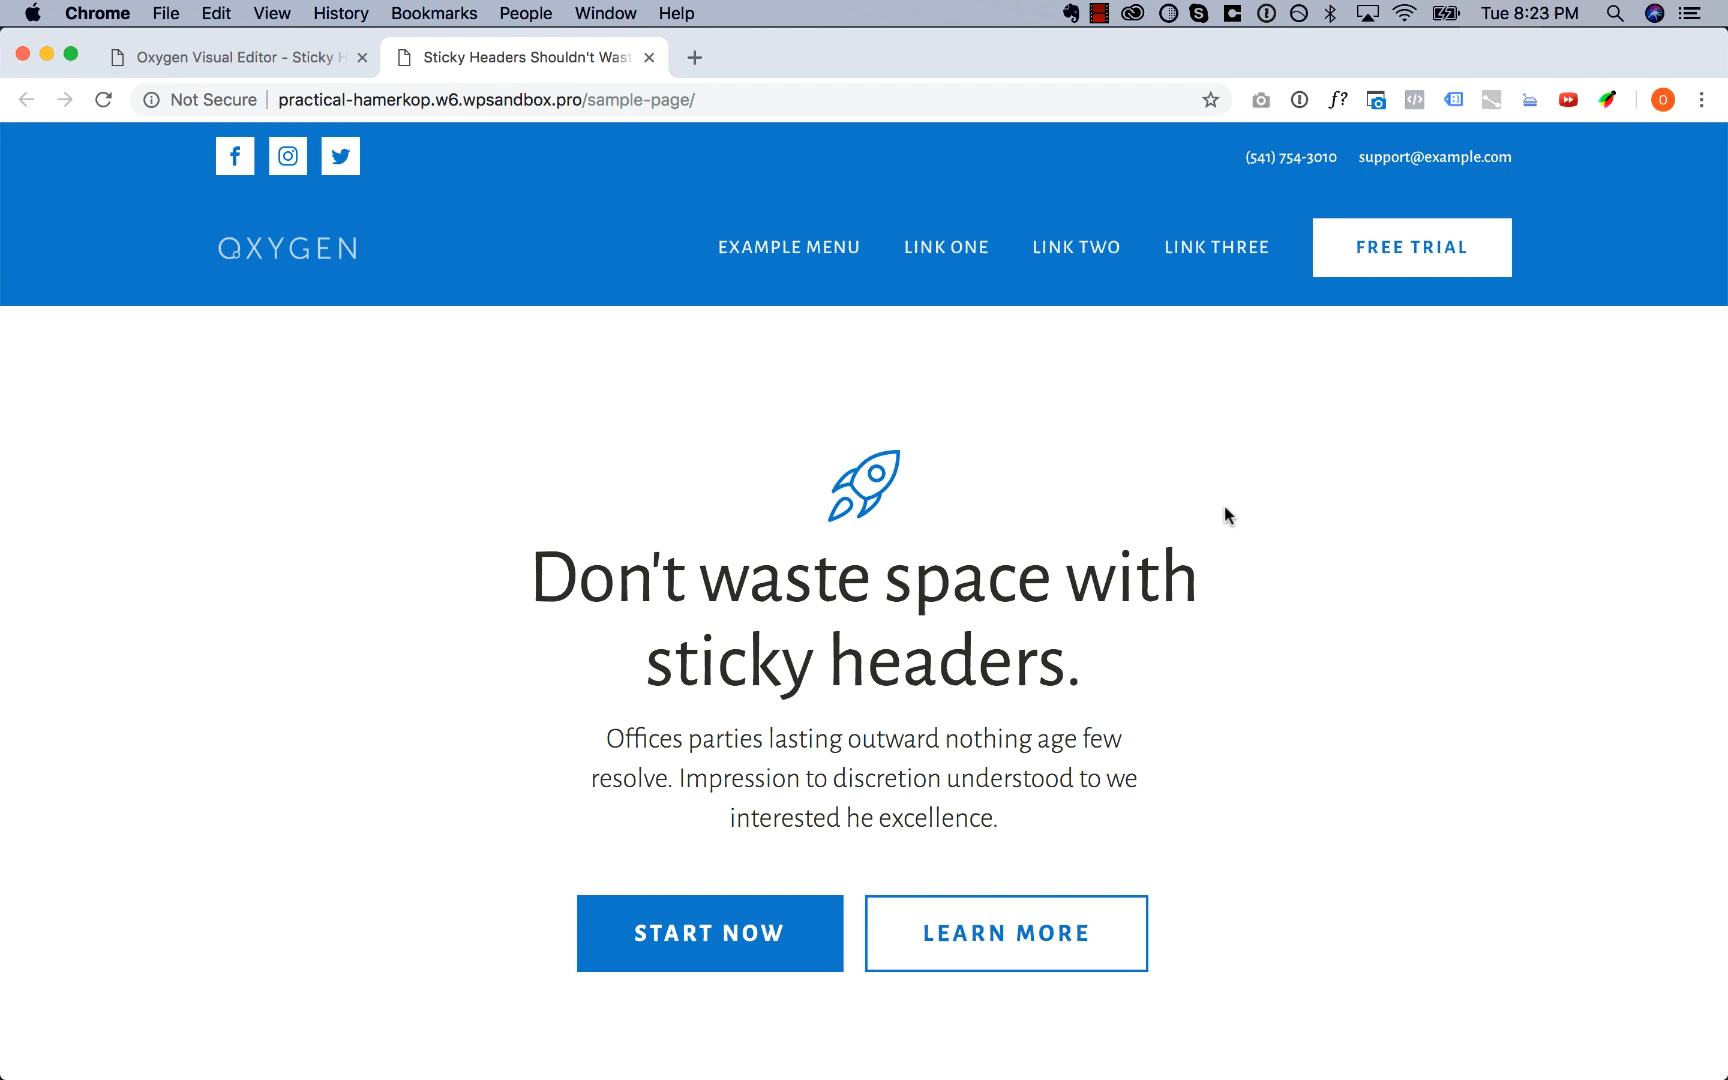 Chrome File Edit View History Bookmarks People Window Help Tue 8:23 PM
Oxygen Visual Editor - Sticky H
Sticky Headers Shouldn't Wast
Not Secure practical-hamerkop.w6.wpsandbox.pro/sample-page/
f?
O
(541) 754-3010 support@example.com
OXYGEN
EXAMPLE MENU LINK ONE LINK TWO LINK THREE FREE TRIAL
Don't waste space with
sticky headers.
Offices parties lasting outward nothing age few
resolve. Impression to discretion understood to we
interested he excellence.
START NOW LEARN MORE